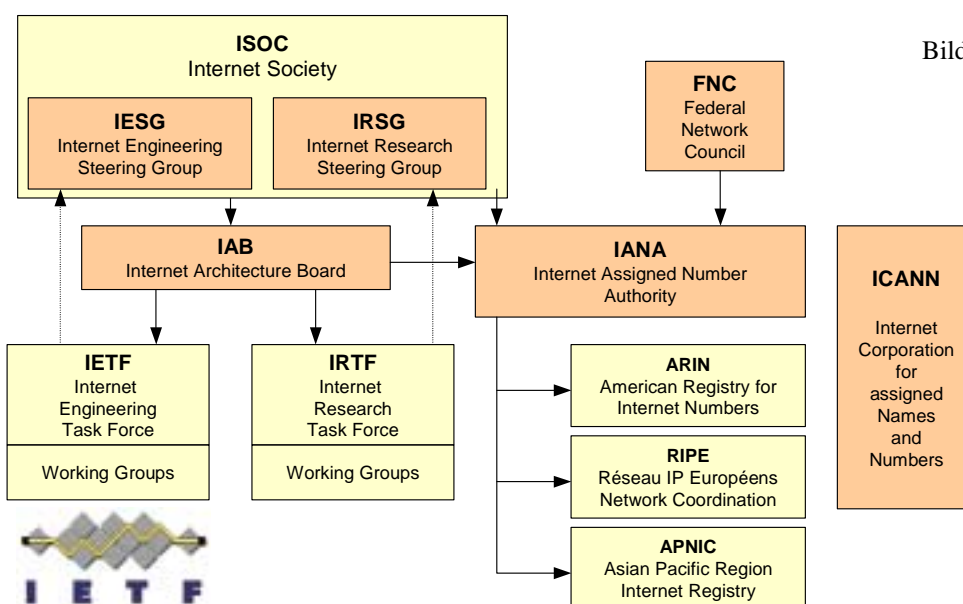 ISOC
Internet Society
Bild
IESG
Internet Engineering
Steering Group
IRSG
Internet Research
Steering Group
FNC
Federal
Network
Council
IAB
Internet Architecture Board
IANA
Internet Assigned Number
Authority
ICANN
Internet
Corporation
for
assigned
Names
and
Numbers
IETF
Internet
Engineering
Task Force
Working Groups
IRTF
Internet
Research
Task Force
Working Groups
ARIN
American Registry for
Internet Numbers
RIPE
Réseau IP Européens
Network Coordination
APNIC
Asian Pacific Region
Internet Registry
I E T F